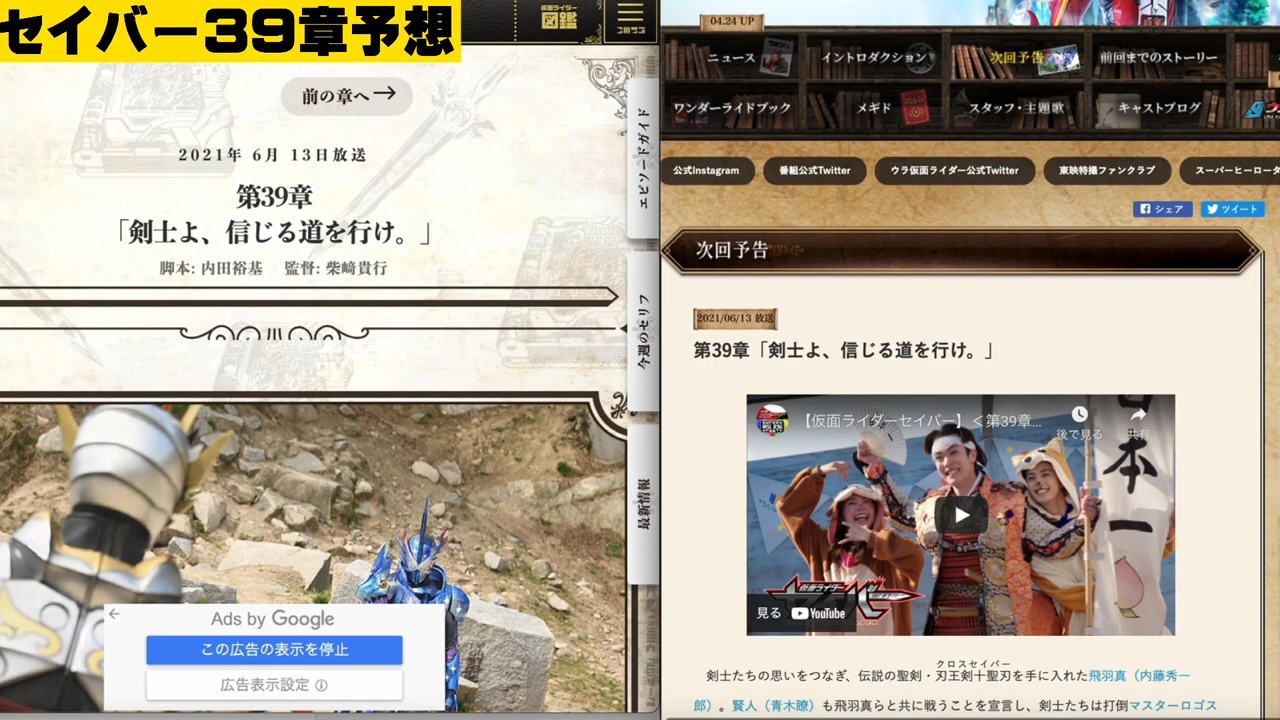 セイバー39章予想
仮面ライダー
図鑑
前の章へ→
2021年 6月 13日放送
第39章
「剣士よ、信じる道を行け。」
脚本: 内田裕基 監督: 柴﨑貴行
エピソードガイド
今週のセリフ
最新情報
Ads by Google
この広告の表示を停止
広告表示設定
04.24 UP
ニュース
イントロダクション
次回予告
前回までのストーリー
ワンダーライドブック
メギド
スタッフ・主題歌
キャストブログ
公式Instagram
番組公式Twitter
ウラ仮面ライダー公式Twitter
東映特撮ファンクラブ
スーパーヒーロータ
シェア
ツイート
次回予告
2021/06/13 放送
第39章「剣士よ、信じる道を行け。」
【仮面ライダーセイバー】＜第39章...
後で見る
共有
日本一
仮面ライダー
見る YouTube
クロスセイバー
剣士たちの思いをつなぎ、伝説の聖剣・刃王剣十聖刃を手に入れた飛羽真（内藤秀一
郎）。賢人（青木瞭）も飛羽真らと共に戦うことを宣言し、剣士たちは打倒マスターロゴス